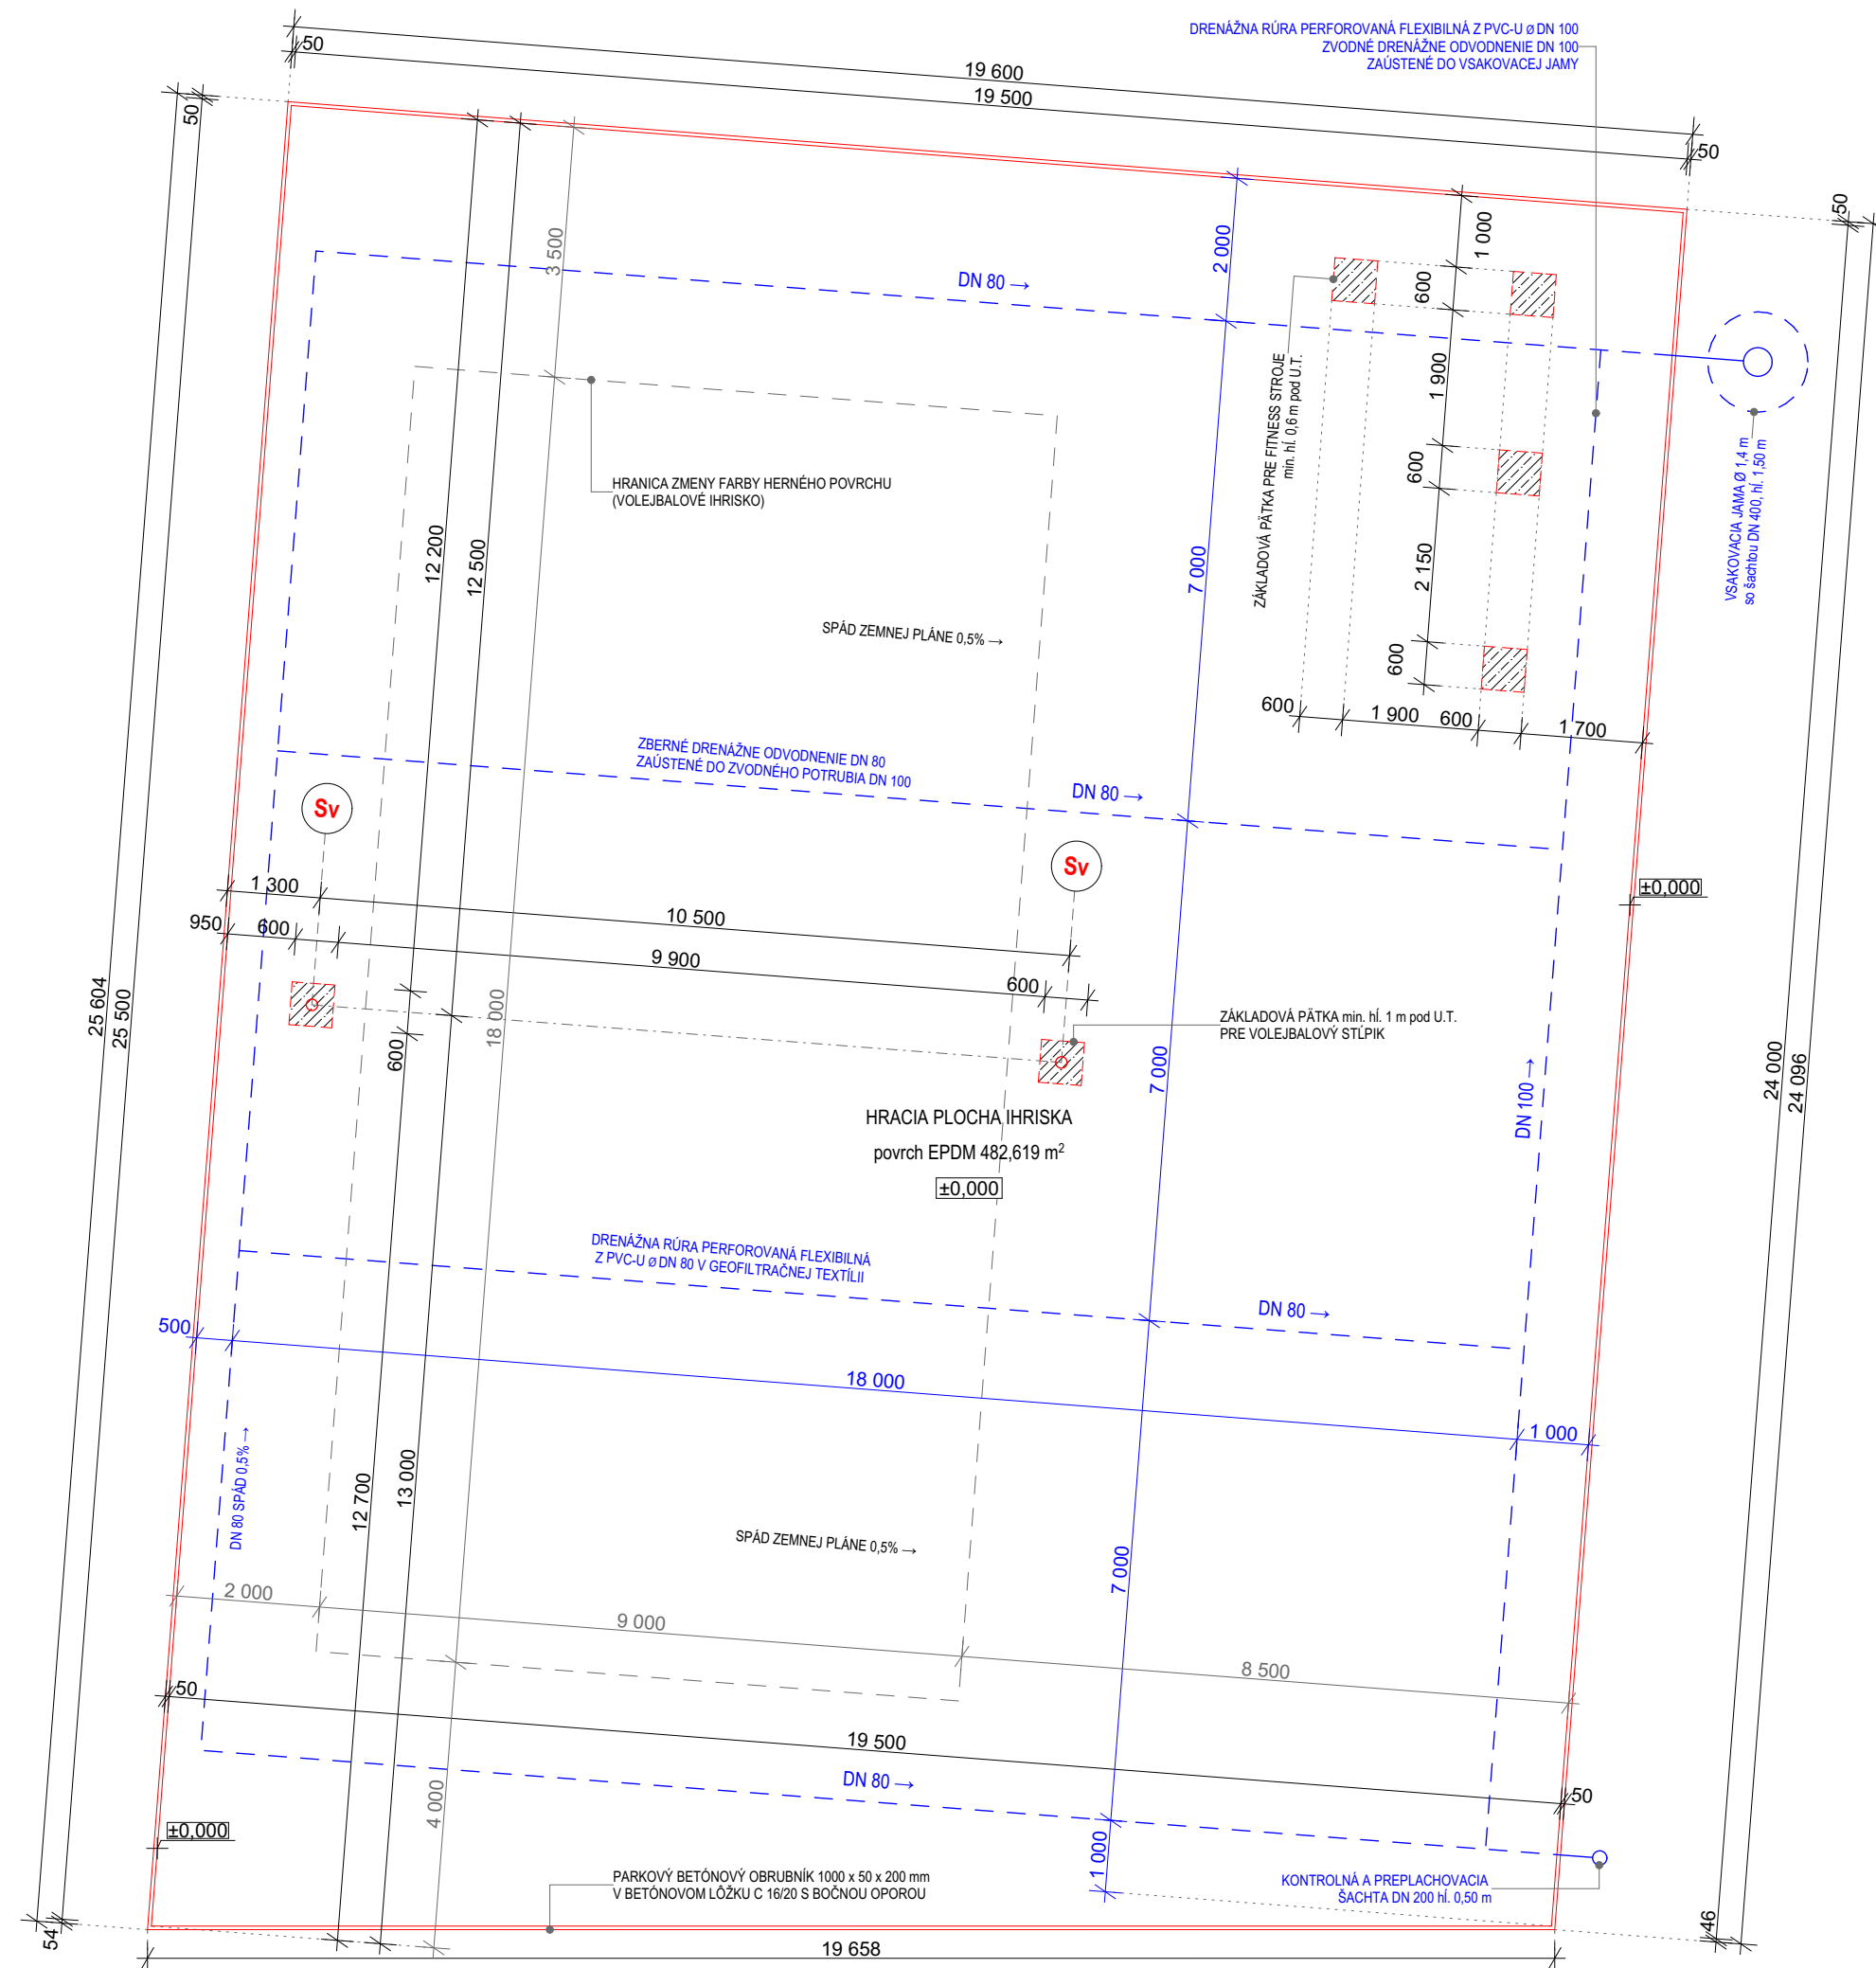 DRENÁŽNA RÚRA PERFOROVANÁ FLEXIBILNÁ Z PVC-U ø DN 100
ZVODNÉ DRENÁŽNE ODVODNENIE DN 100
ZAÚSTENÉ DO VSAKOVACEJ JAMY
50
19 600
19 500
50
50
50
12 200
12 500
3 500
2 000
1 000
600
1 900
600
2 150
600
DN 80 →
ZÁKLADOVÁ PÄTKA PRE FITNESS STROJE
min. hĺ. 0,6 m pod U.T.
VSAKOVACIA JAMA Ø 1,4 m
so šachtou DN 400, hĺ. 1,50 m
HRANICA ZMENY FARBY HERNÉHO POVRCHU
(VOLEJBALOVÉ IHRISKO)
7 000
SPÁD ZEMNEJ PLÁNE 0,5% →
600
1 900
600
1 700
ZBERNÉ DRENÁŽNE ODVODNENIE DN 80
ZAÚSTENÉ DO ZVODNÉHO POTRUBIA DN 100
DN 80 →
Sv
Sv
±0,000
1 300
10 500
950
600
9 900
600
25 604
25 500
600
18 000
ZÁKLADOVÁ PÄTKA min. hĺ. 1 m pod U.T.
PRE VOLEJBALOVÝ STĹPIK
7 000
24 000
24 096
DN 100 →
HRACIA PLOCHA IHRISKA
povrch EPDM 482,619 m²
±0,000
DRENÁŽNA RÚRA PERFOROVANÁ FLEXIBILNÁ
Z PVC-U ø DN 80 V GEOFILTRAČNEJ TEXTÍLII
DN 80 →
500
18 000
1 000
DN 80 SPÁD 0,5% →
12 700
13 000
SPÁD ZEMNEJ PLÁNE 0,5% →
7 000
2 000
9 000
8 500
50
19 500
50
DN 80 →
4 000
±0,000
1 000
PARKOVÝ BETÓNOVÝ OBRUBNÍK 1000 x 50 x 200 mm
V BETÓNOVOM LÔŽKU C 16/20 S BOČNOU OPOROU
KONTROLNÁ A PREPLACHOVACIA
ŠACHTA DN 200 hĺ. 0,50 m
54
46
19 658